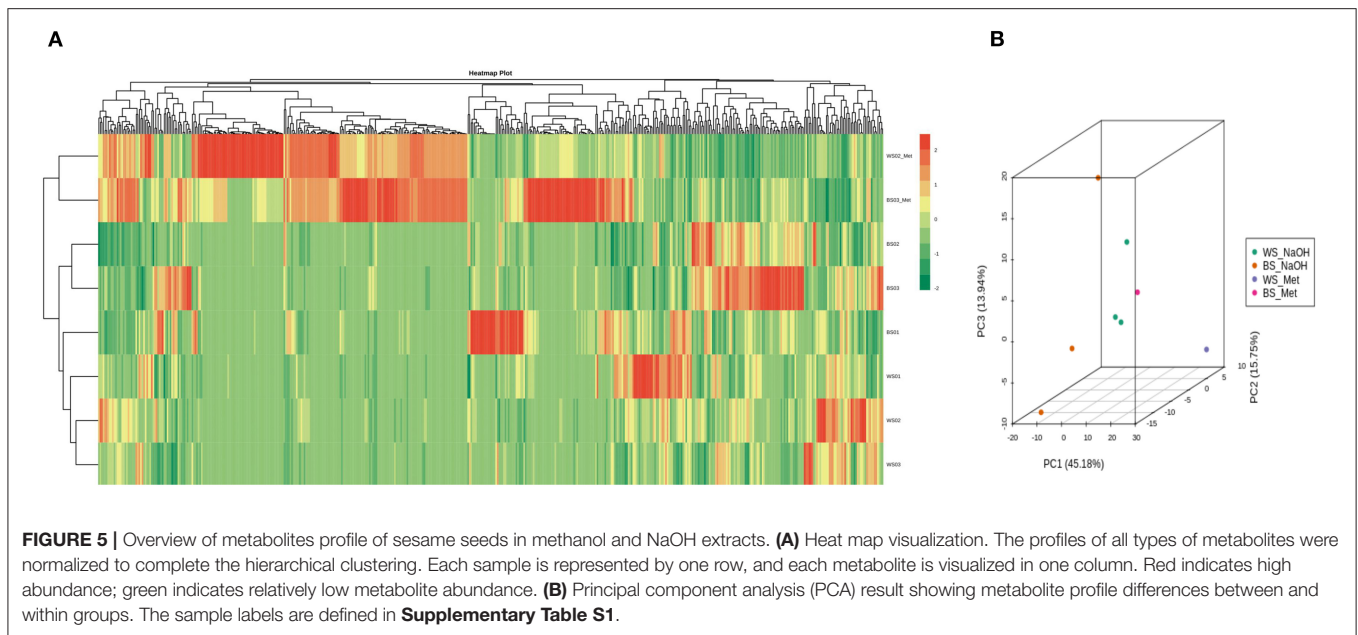 A
B
Heatmap Plot
WS02_Met
BS03_Met
BS02
BS03
BS01
WS01
WS02
WS03
2
1
0
-1
-2
PC3 (13.94%)
20
15
10
5
0
-5
-10
-20
-10
0
10
20
30
PC1 (45.18%)
-15
-10
-5
0
5
10
PC2 (15.75%)
WS_NaOH
BS_NaOH
WS_Met
BS_Met
FIGURE 5 | Overview of metabolites profile of sesame seeds in methanol and NaOH extracts. (A) Heat map visualization. The profiles of all types of metabolites were
normalized to complete the hierarchical clustering. Each sample is represented by one row, and each metabolite is visualized in one column. Red indicates high
abundance; green indicates relatively low metabolite abundance. (B) Principal component analysis (PCA) result showing metabolite profile differences between and
within groups. The sample labels are defined in Supplementary Table S1.